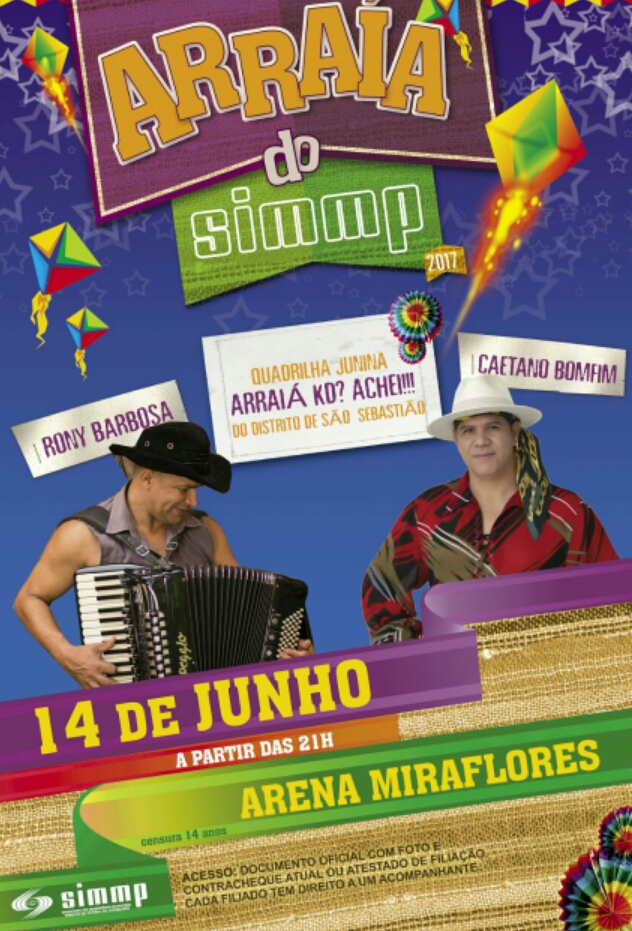 ARRAÍA
do
simmp
2017
QUADRILHA JUNINA
ARRAIÁ KD? ACHEI!!!
DO DISTRITO DE SÃO SEBASTIÃO
CAETANO BOMFIM
RONY BARBOSA
14 DE JUNHO
A PARTIR DAS 21H
ARENA MIRAFLORES
censura 14 anos
ACESSO: DOCUMENTO OFICIAL COM FOTO E
CONTRACHEQUE ATUAL OU ATESTADO DE FILIAÇÃO
CADA FILIADO TEM DIREITO A UM ACOMPANHANTE
simmp